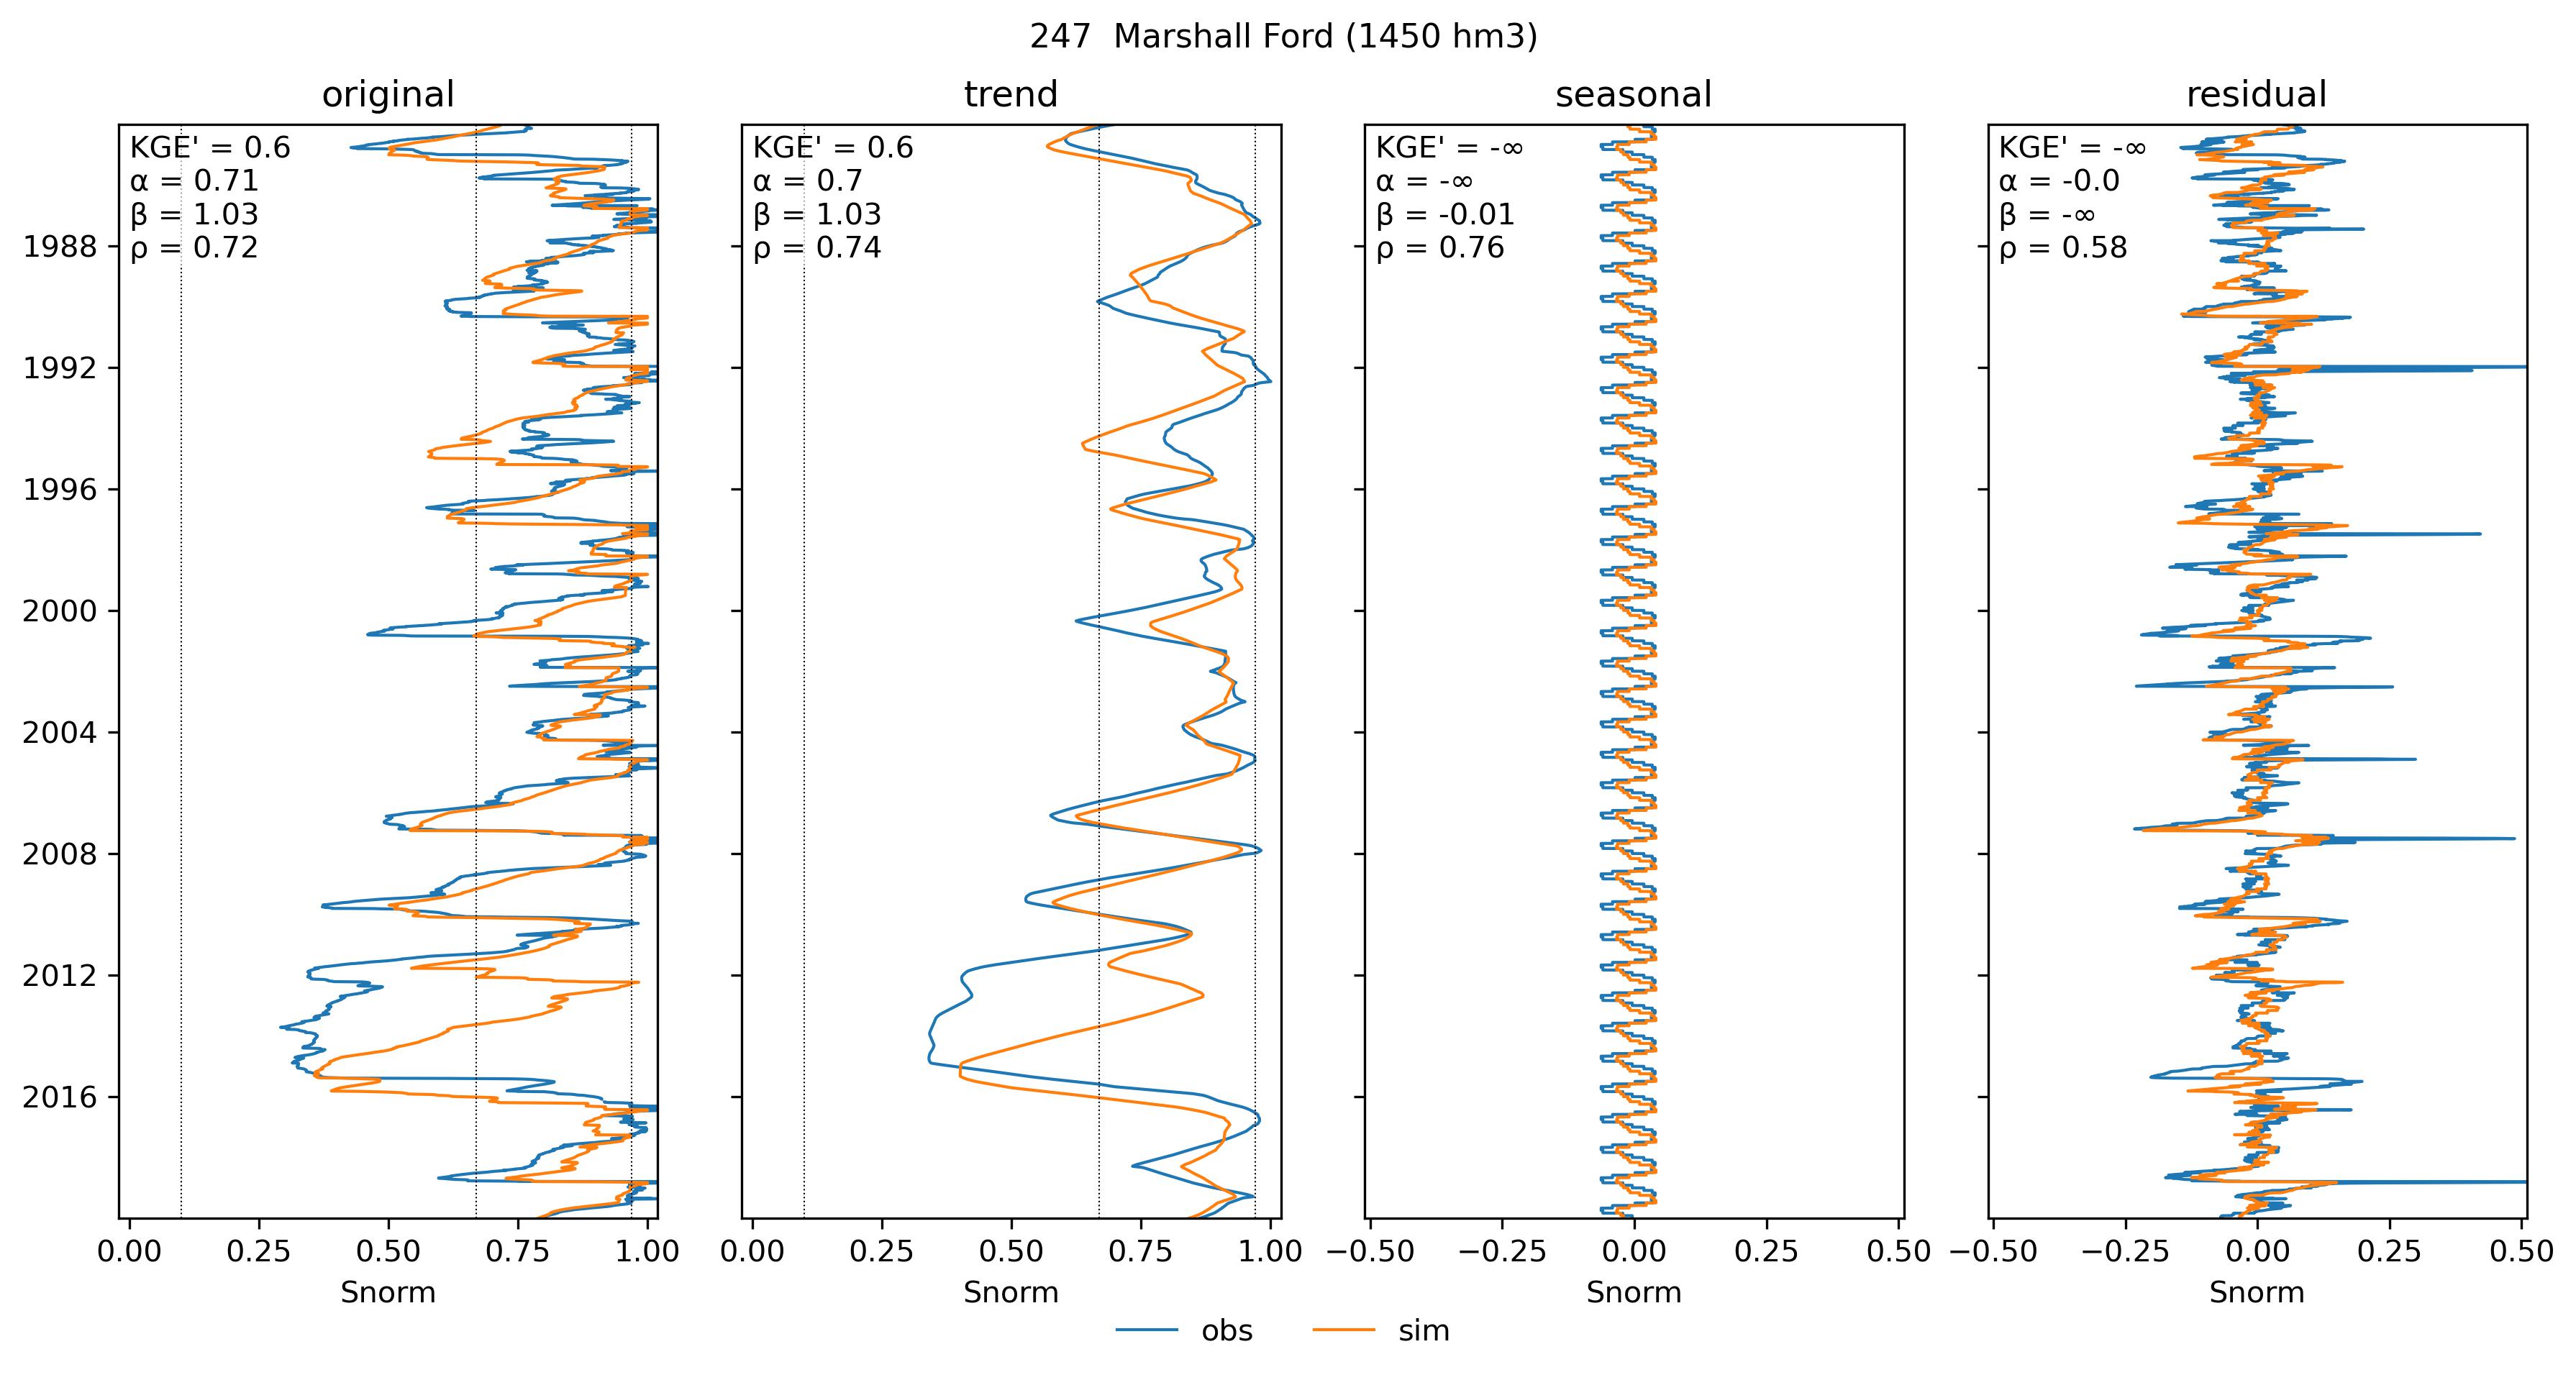 247  Marshall Ford (1450 hm3)
original
trend
seasonal
residual
KGE' = 0.6
α = 0.71
β = 1.03
ρ = 0.72
KGE' = 0.6
α = 0.7
β = 1.03
ρ = 0.74
KGE' = -∞
α = -∞
β = -0.01
ρ = 0.76
KGE' = -∞
α = -0.0
β = -∞
ρ = 0.58
1988
1992
1996
2000
2004
2008
2012
2016
0.00 0.25 0.50 0.75 1.00
0.00 0.25 0.50 0.75 1.00
−0.50 −0.25 0.00 0.25 0.50
−0.50 −0.25 0.00 0.25 0.50
Snorm
Snorm
Snorm
Snorm
obs
sim